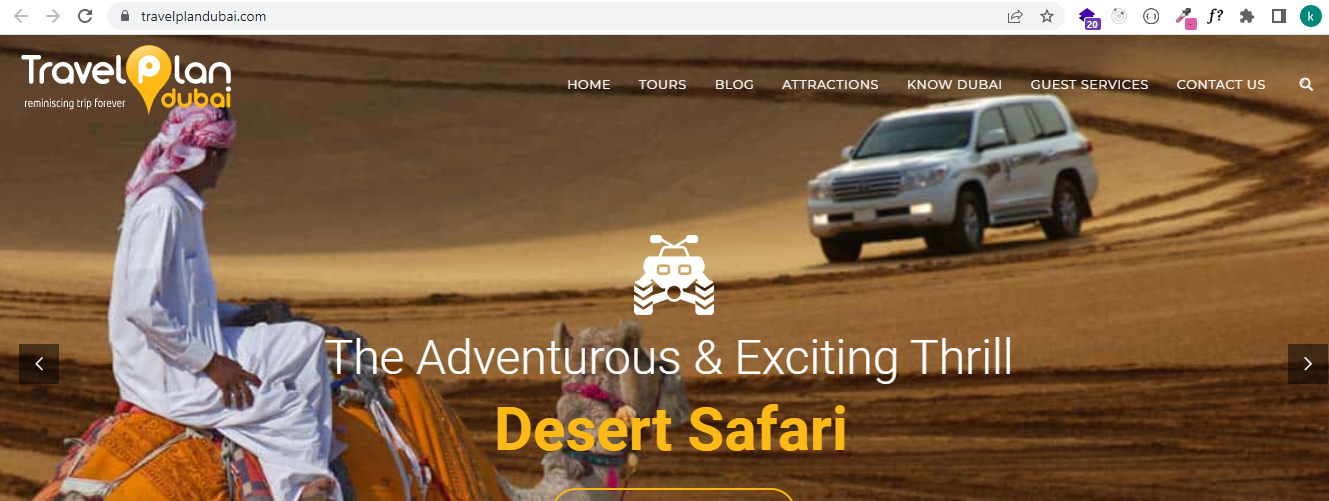 travelplandubai.com
20
f?
k
TravelPlan
dubai
reminiscing trip forever
HOME TOURS BLOG ATTRACTIONS KNOW DUBAI GUEST SERVICES CONTACT US
The Adventurous & Exciting Thrill
Desert Safari